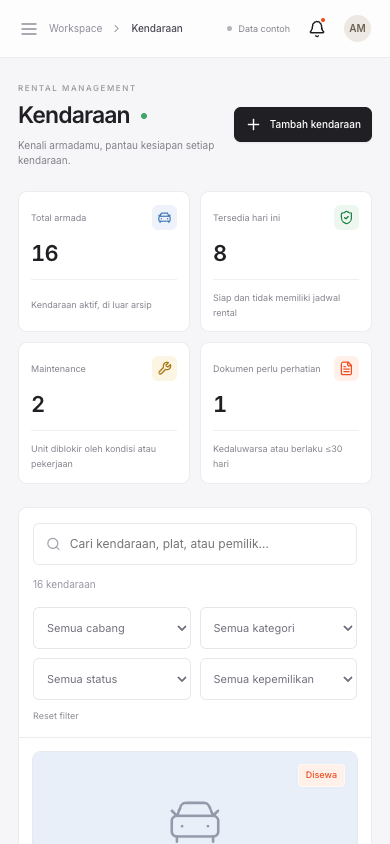 Workspace > Kendaraan
Data contoh
AM
RENTAL MANAGEMENT
Kendaraan
Kenali armadamu, pantau kesiapan setiap
kendaraan.
Tambah kendaraan
Total armada
16
Kendaraan aktif, di luar arsip
Tersedia hari ini
8
Siap dan tidak memiliki jadwal
rental
Maintenance
2
Unit diblokir oleh kondisi atau
pekerjaan
Dokumen perlu perhatian
1
Kedaluwarsa atau berlaku ≤30
hari
Cari kendaraan, plat, atau pemilik...
16 kendaraan
Semua cabang
Semua kategori
Semua status
Semua kepemilikan
Reset filter
Disewa